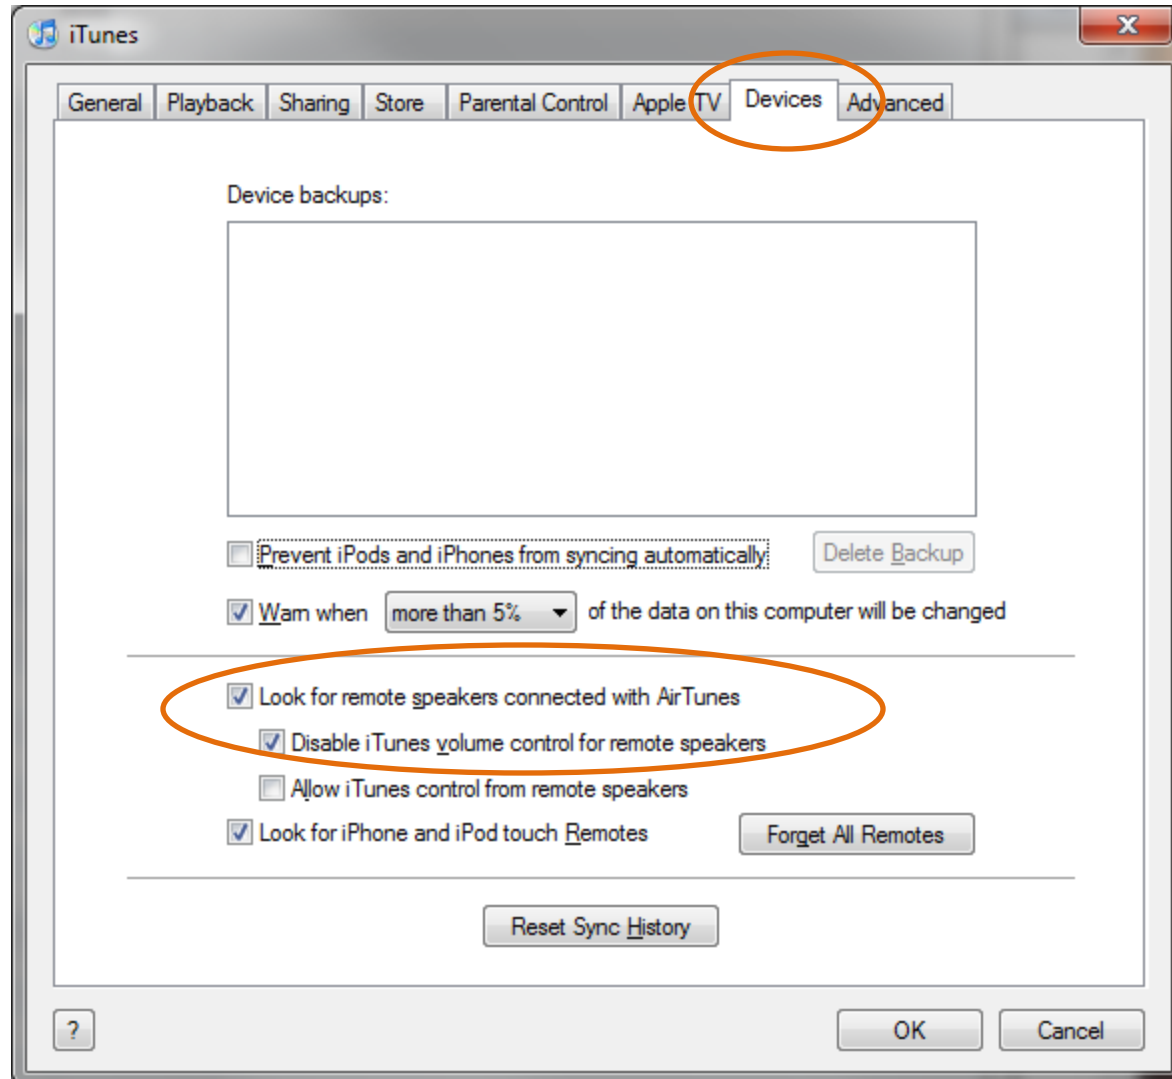 iTunes
General Playback Sharing Store Parental Control Apple TV Devices Advanced
Device backups:
Prevent iPods and iPhones from syncing automatically Delete Backup
Warn when more than 5% of the data on this computer will be changed
Look for remote speakers connected with AirTunes
Disable iTunes volume control for remote speakers
Allow iTunes control from remote speakers
Look for iPhone and iPod touch Remotes Forget All Remotes
Reset Sync History
? OK Cancel